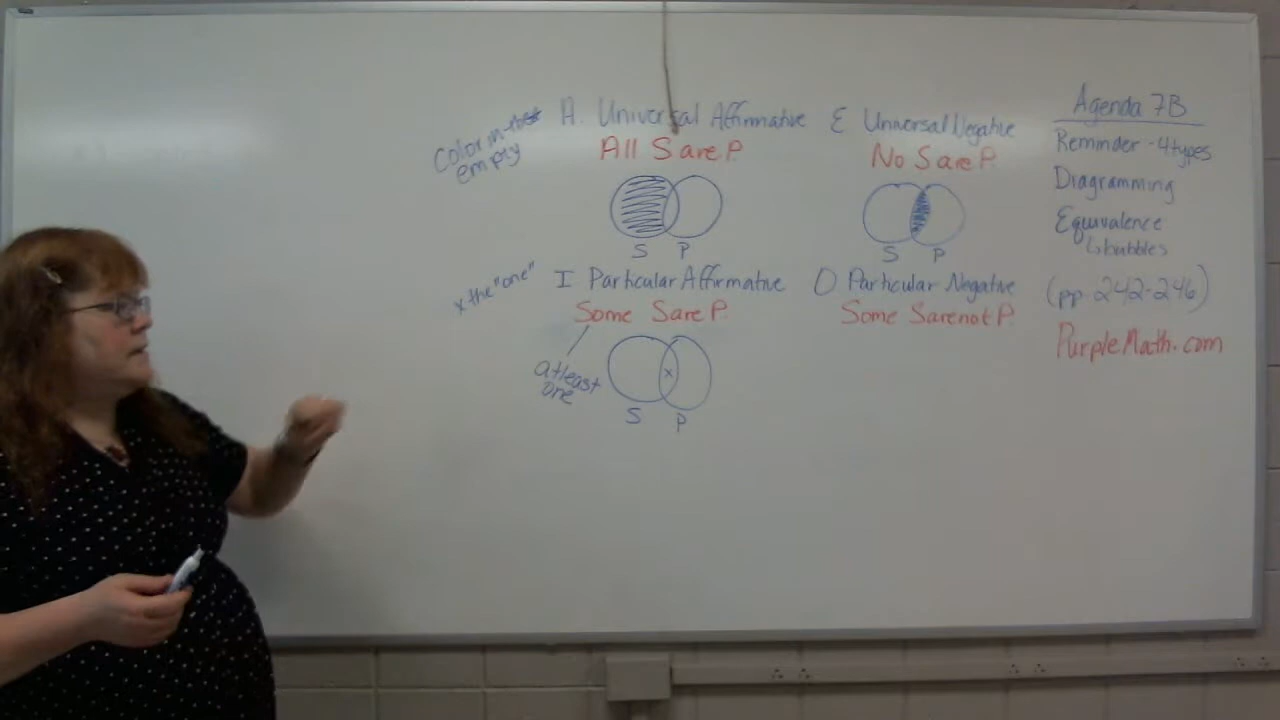 Color in
empty
A. Universal Affirmative
All S are P.
S P
E Universal Negative
No S are P.
S P
x the "one"
I Particular Affirmative
Some S are P.
at least
one
x
S P
O Particular Negative
Some S are not P.
Agenda 7B
Reminder - 4 types
Diagramming
Equivalence
↳ bubbles
(pp. 242-246)
PurpleMath.com